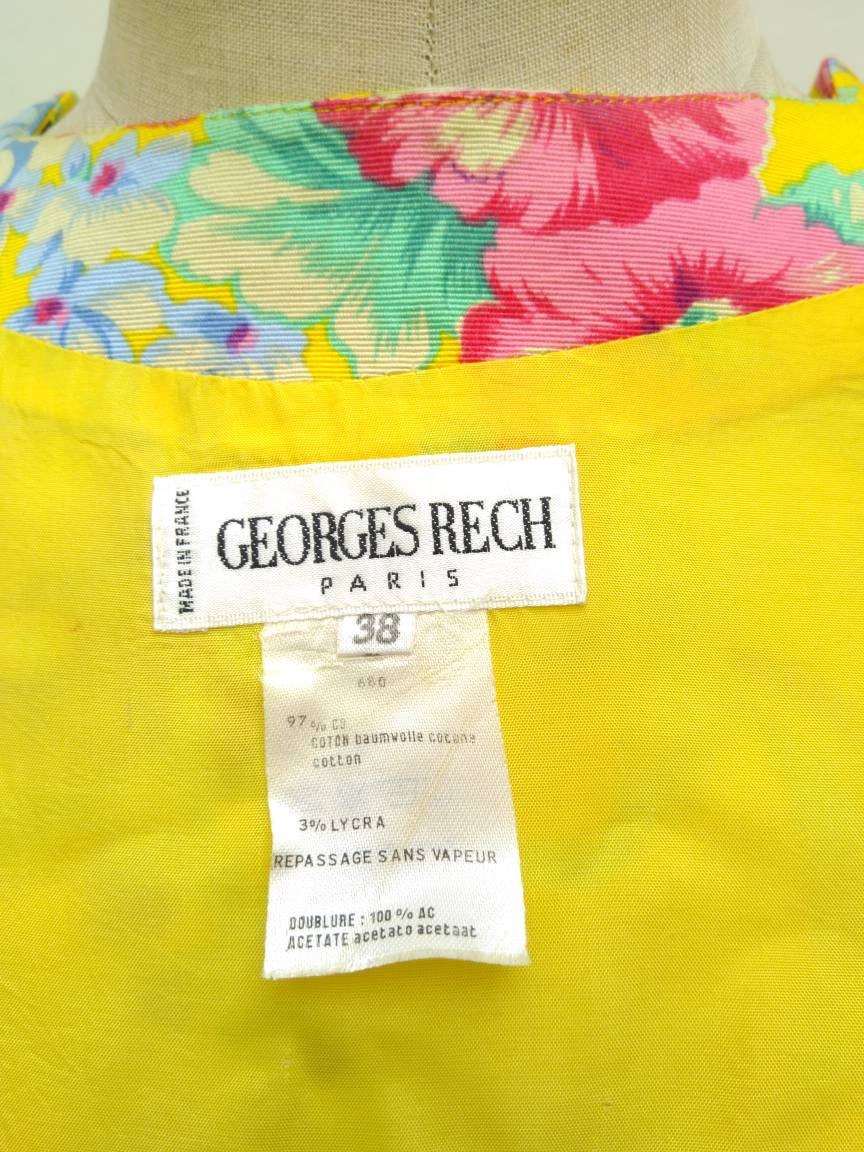 MADE IN FRANCE
GEORGES RECH
PARIS
38
680
97% CO
COTON baumwolle cotone
cotton
3% LYCRA
REPASSAGE SANS VAPEUR
DOUBLURE : 100 % AC
ACETATE acetato acetaat